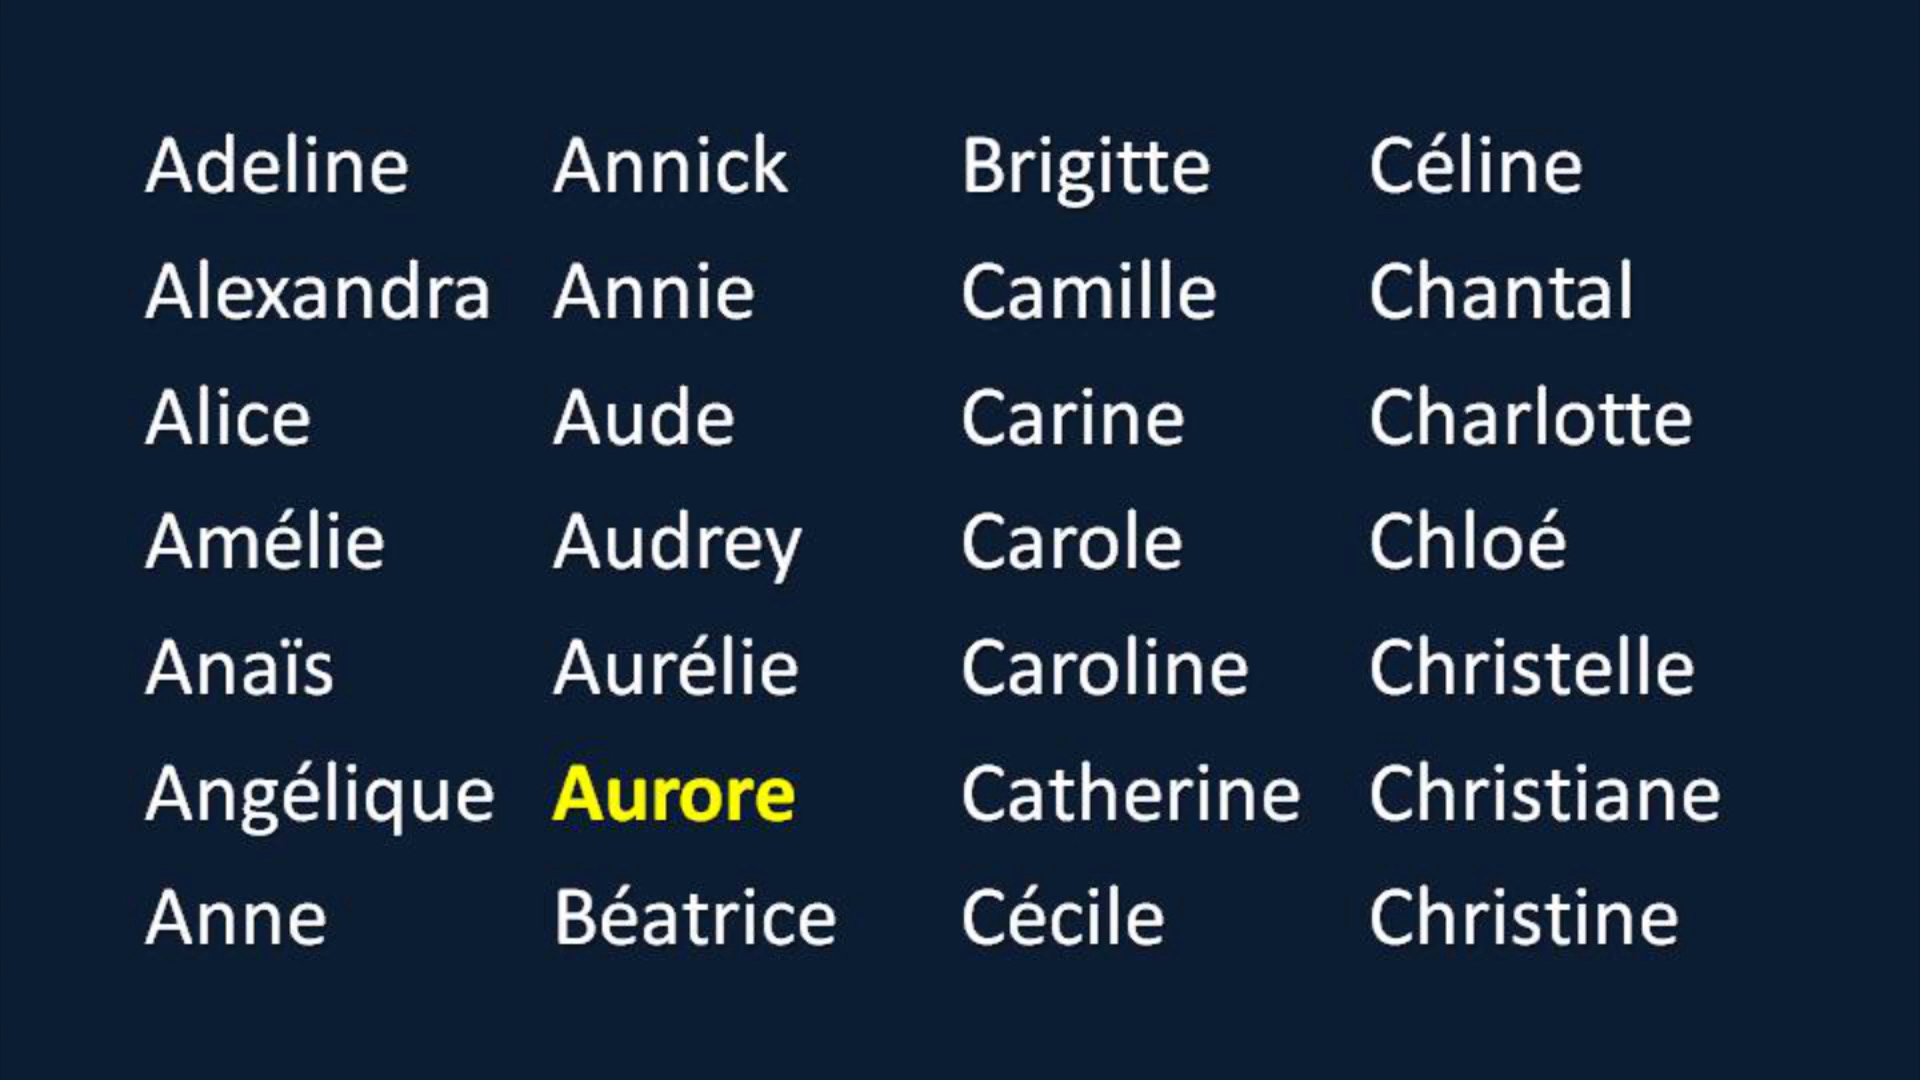 Adeline Annick Brigitte Céline
Alexandra Annie Camille Chantal
Alice Aude Carine Charlotte
Amélie Audrey Carole Chloé
Anaïs Aurélie Caroline Christelle
Angélique Aurore Catherine Christiane
Anne Béatrice Cécile Christine